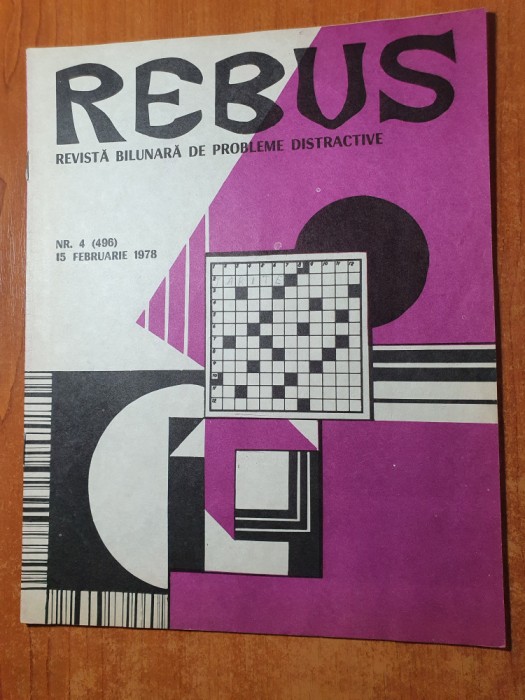 REBUS
REVISTĂ BILUNARĂ DE PROBLEME DISTRACTIVE
NR. 4 (496)
15 FEBRUARIE 1978